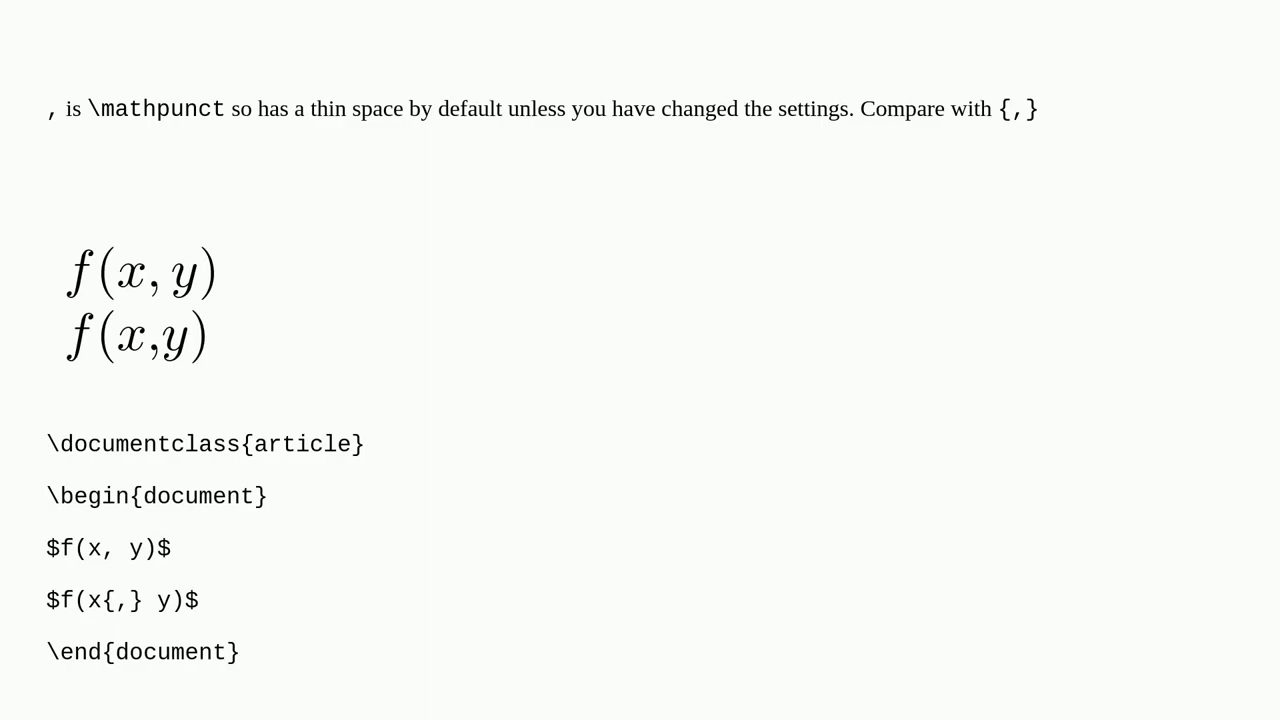 , is \mathpunct so has a thin space by default unless you have changed the settings. Compare with {,}
f(x, y)
f(x,y)
\documentclass{article}
\begin{document}
$f(x, y)$
$f(x{,} y)$
\end{document}